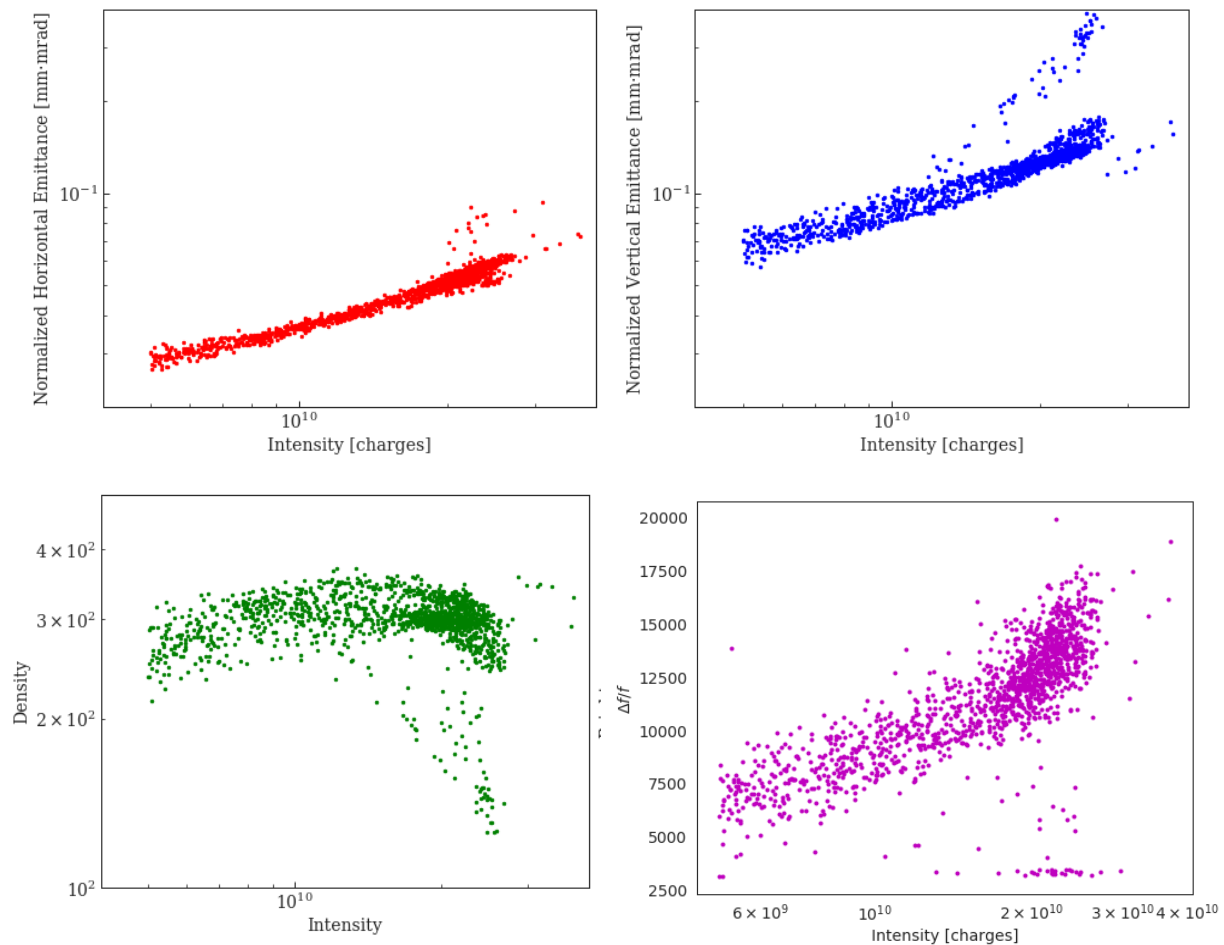 Normalized Horizontal Emittance [mm·mrad]
10⁻¹
10¹⁰
Intensity [charges]
Normalized Vertical Emittance [mm·mrad]
10⁻¹
10¹⁰
Intensity [charges]
Density
4 × 10²
3 × 10²
2 × 10²
10²
10¹⁰
Intensity
Δf/f
20000
17500
15000
12500
10000
7500
5000
2500
6 × 10⁹
10¹⁰
2 × 10¹⁰
3 × 10¹⁰
4 × 10¹⁰
Intensity [charges]